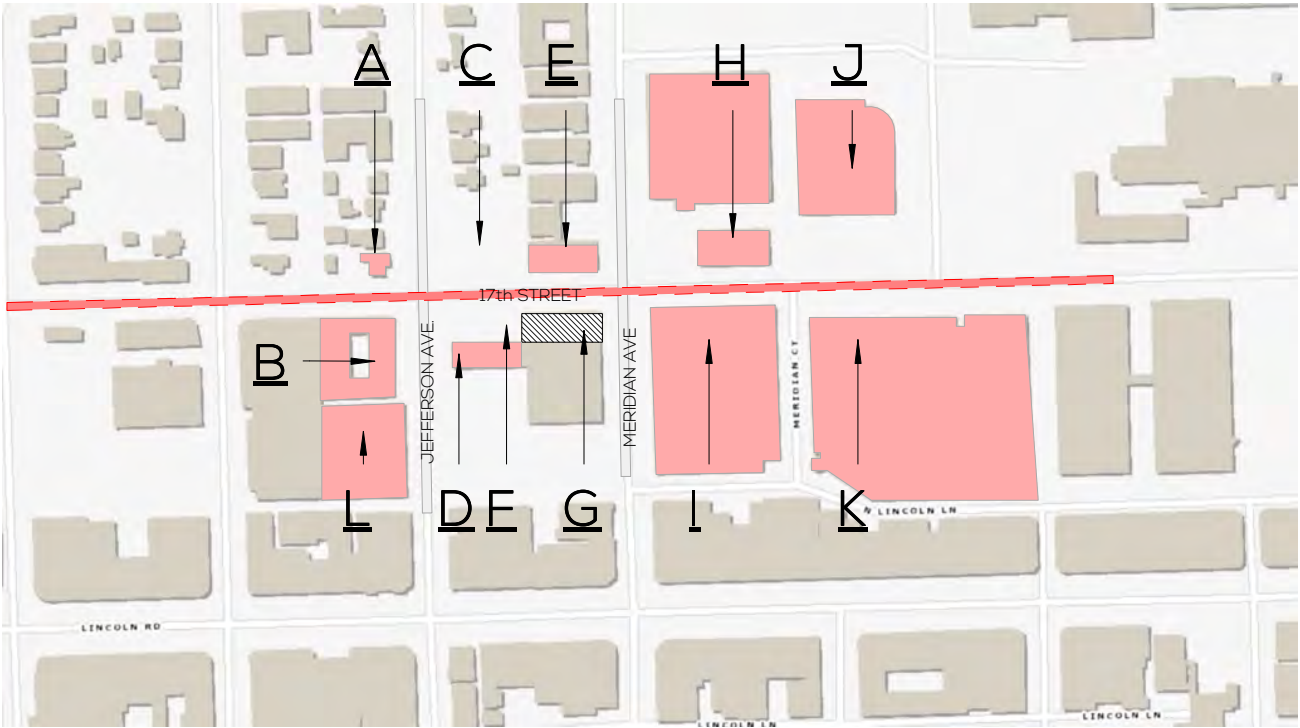 A
C
E
H
J
17th STREET
B
JEFFERSON AVE.
MERIDIAN AVE
MERIDIAN CT
L
D
F
G
I
K
N LINCOLN LN
LINCOLN RD
LINCOLN LN
LINCOLN LN